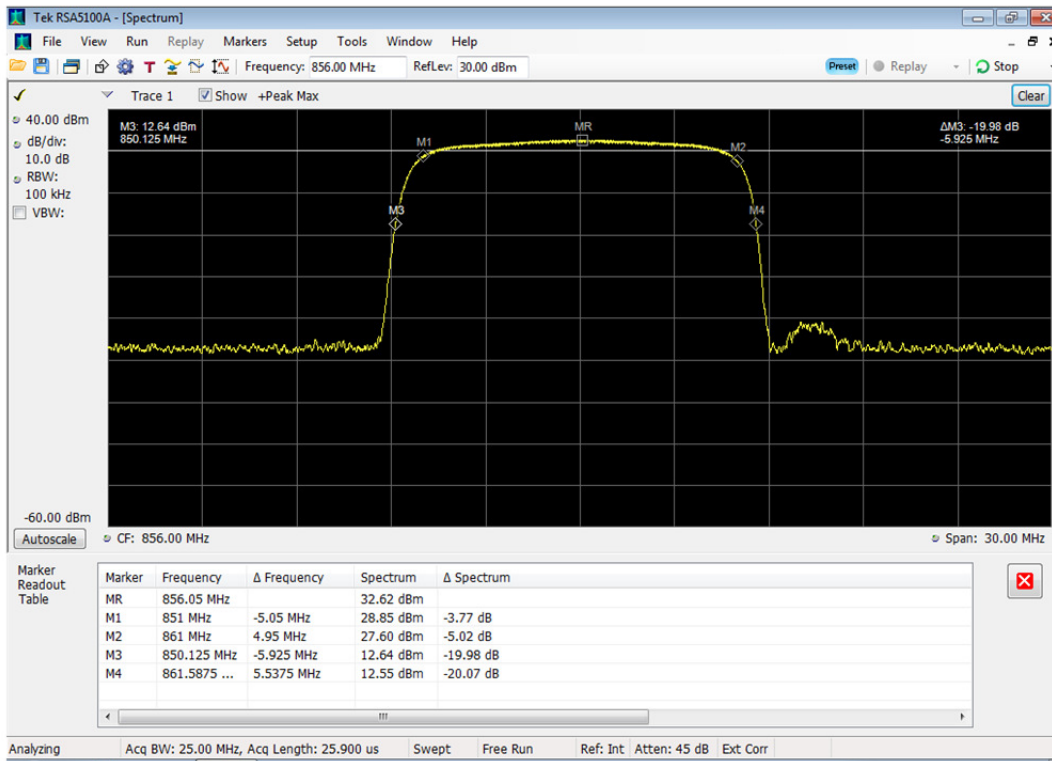 Tek RSA5100A - [Spectrum]
File View Run Replay Markers Setup Tools Window Help
Frequency: 856.00 MHz RefLev: 30.00 dBm Preset Replay Stop
Trace 1 Show +Peak Max Clear
40.00 dBm
dB/div:
10.0 dB
RBW:
100 kHz
VBW:
M3: 12.64 dBm
850.125 MHz
ΔM3: -19.98 dB
-5.925 MHz
MR
M1
M2
M3
M4
-60.00 dBm
Autoscale CF: 856.00 MHz Span: 30.00 MHz
Marker
Readout
Table
Marker Frequency Δ Frequency Spectrum Δ Spectrum
MR 856.05 MHz 32.62 dBm
M1 851 MHz -5.05 MHz 28.85 dBm -3.77 dB
M2 861 MHz 4.95 MHz 27.60 dBm -5.02 dB
M3 850.125 MHz -5.925 MHz 12.64 dBm -19.98 dB
M4 861.5875 ... 5.5375 MHz 12.55 dBm -20.07 dB
Analyzing Acq BW: 25.00 MHz, Acq Length: 25.900 us Swept Free Run Ref: Int Atten: 45 dB Ext Corr